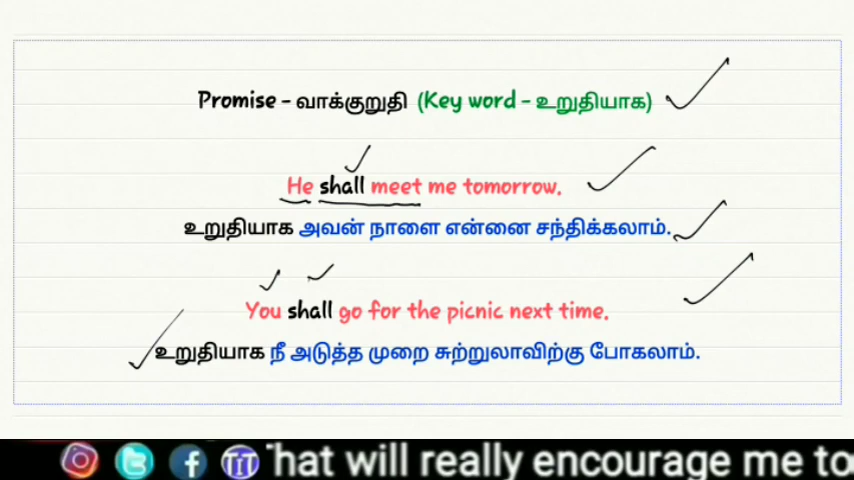 Promise - வாக்குறுதி (Key word - உறுதியாக)
He shall meet me tomorrow.
உறுதியாக அவன் நாளை என்னை சந்திக்கலாம்.
You shall go for the picnic next time.
உறுதியாக நீ அடுத்த முறை சுற்றுலாவிற்கு போகலாம்.
hat will really encourage me to